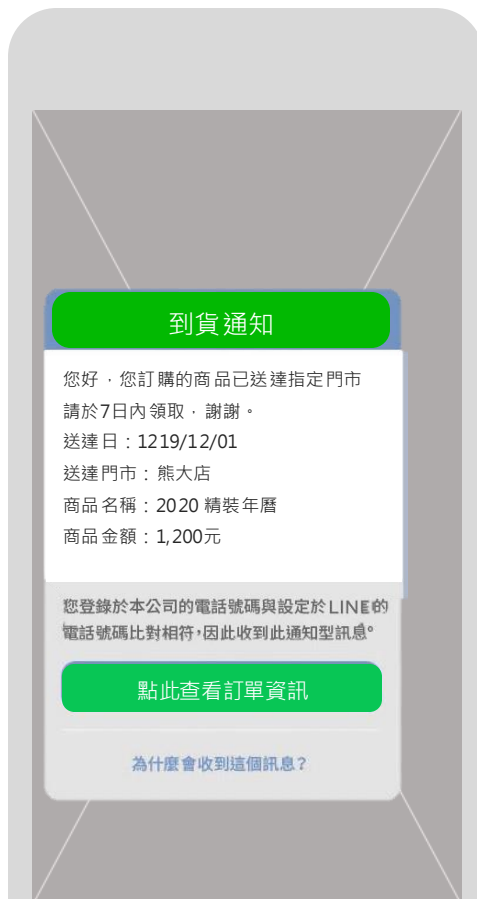 到貨通知
您好，您訂購的商品已送達指定門市
請於7日內領取，謝謝。
送達日：1219/12/01
送達門市：熊大店
商品名稱：2020 精裝年曆
商品金額：1,200元
您登錄於本公司的電話號碼與設定於LINE的
電話號碼比對相符，因此收到此通知型訊息。
點此查看訂單資訊
為什麼會收到這個訊息？